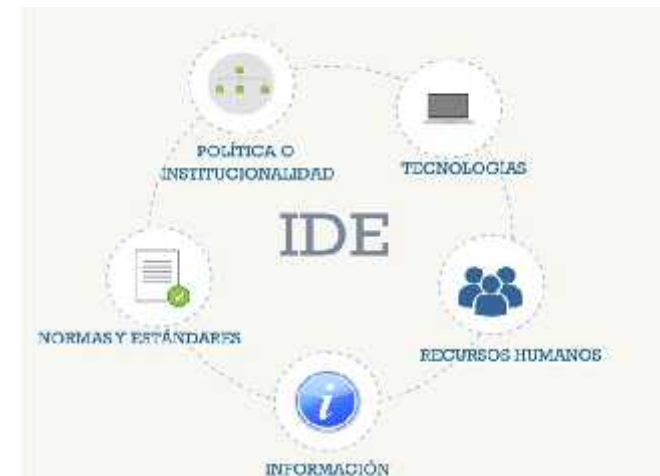 POLÍTICA O
INSTITUCIONALIDAD
TECNOLOGIAS
IDE
NORMAS Y ESTÁNDARES
RECURSOS HUMANOS
i
INFORMACIÓN